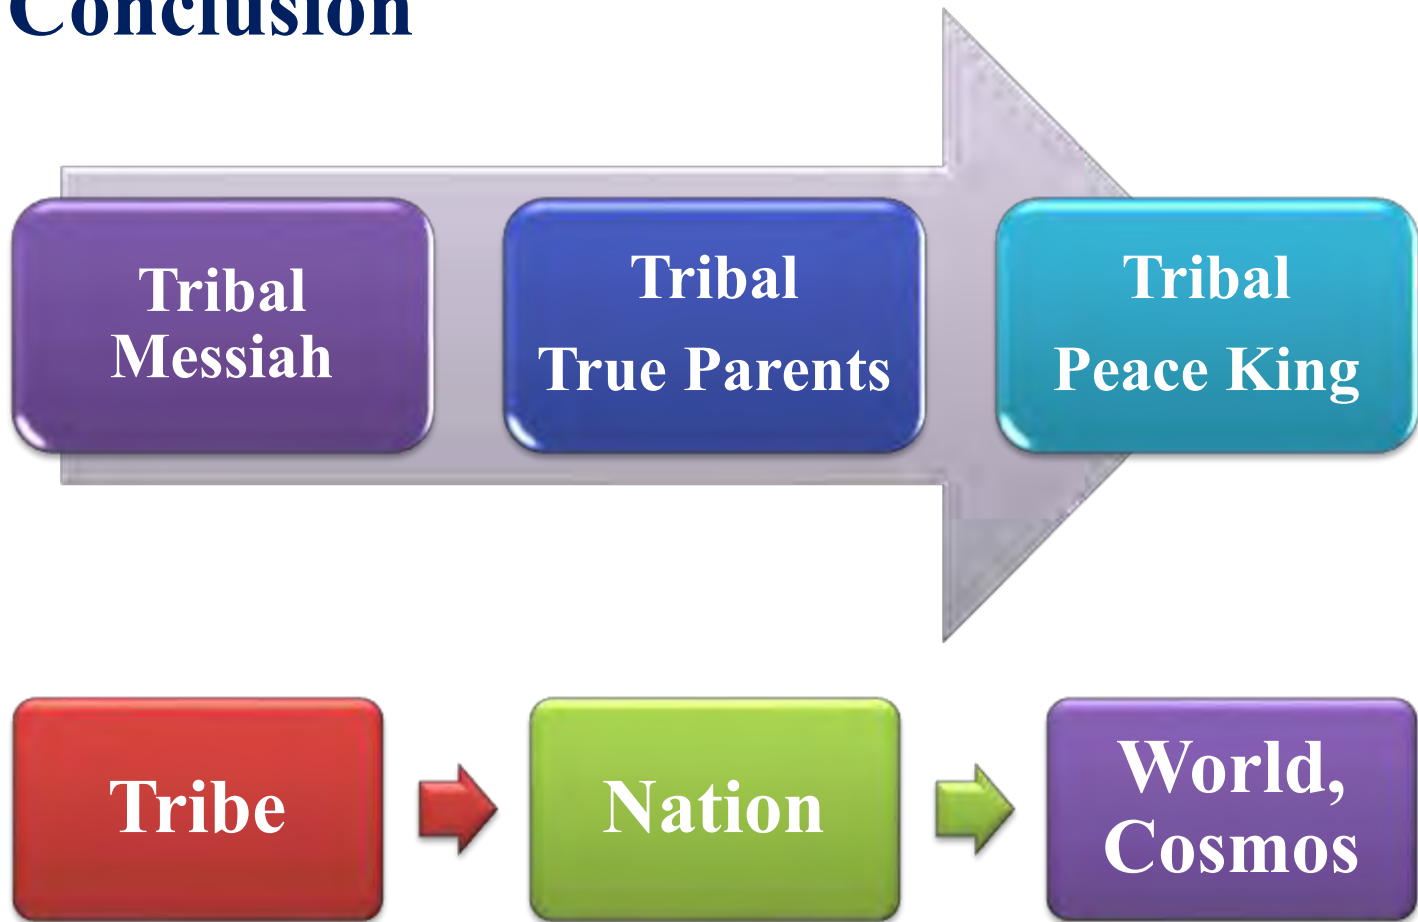 Conclusion
Tribal
Messiah
Tribal
True Parents
Tribal
Peace King
Tribe
Nation
World,
Cosmos